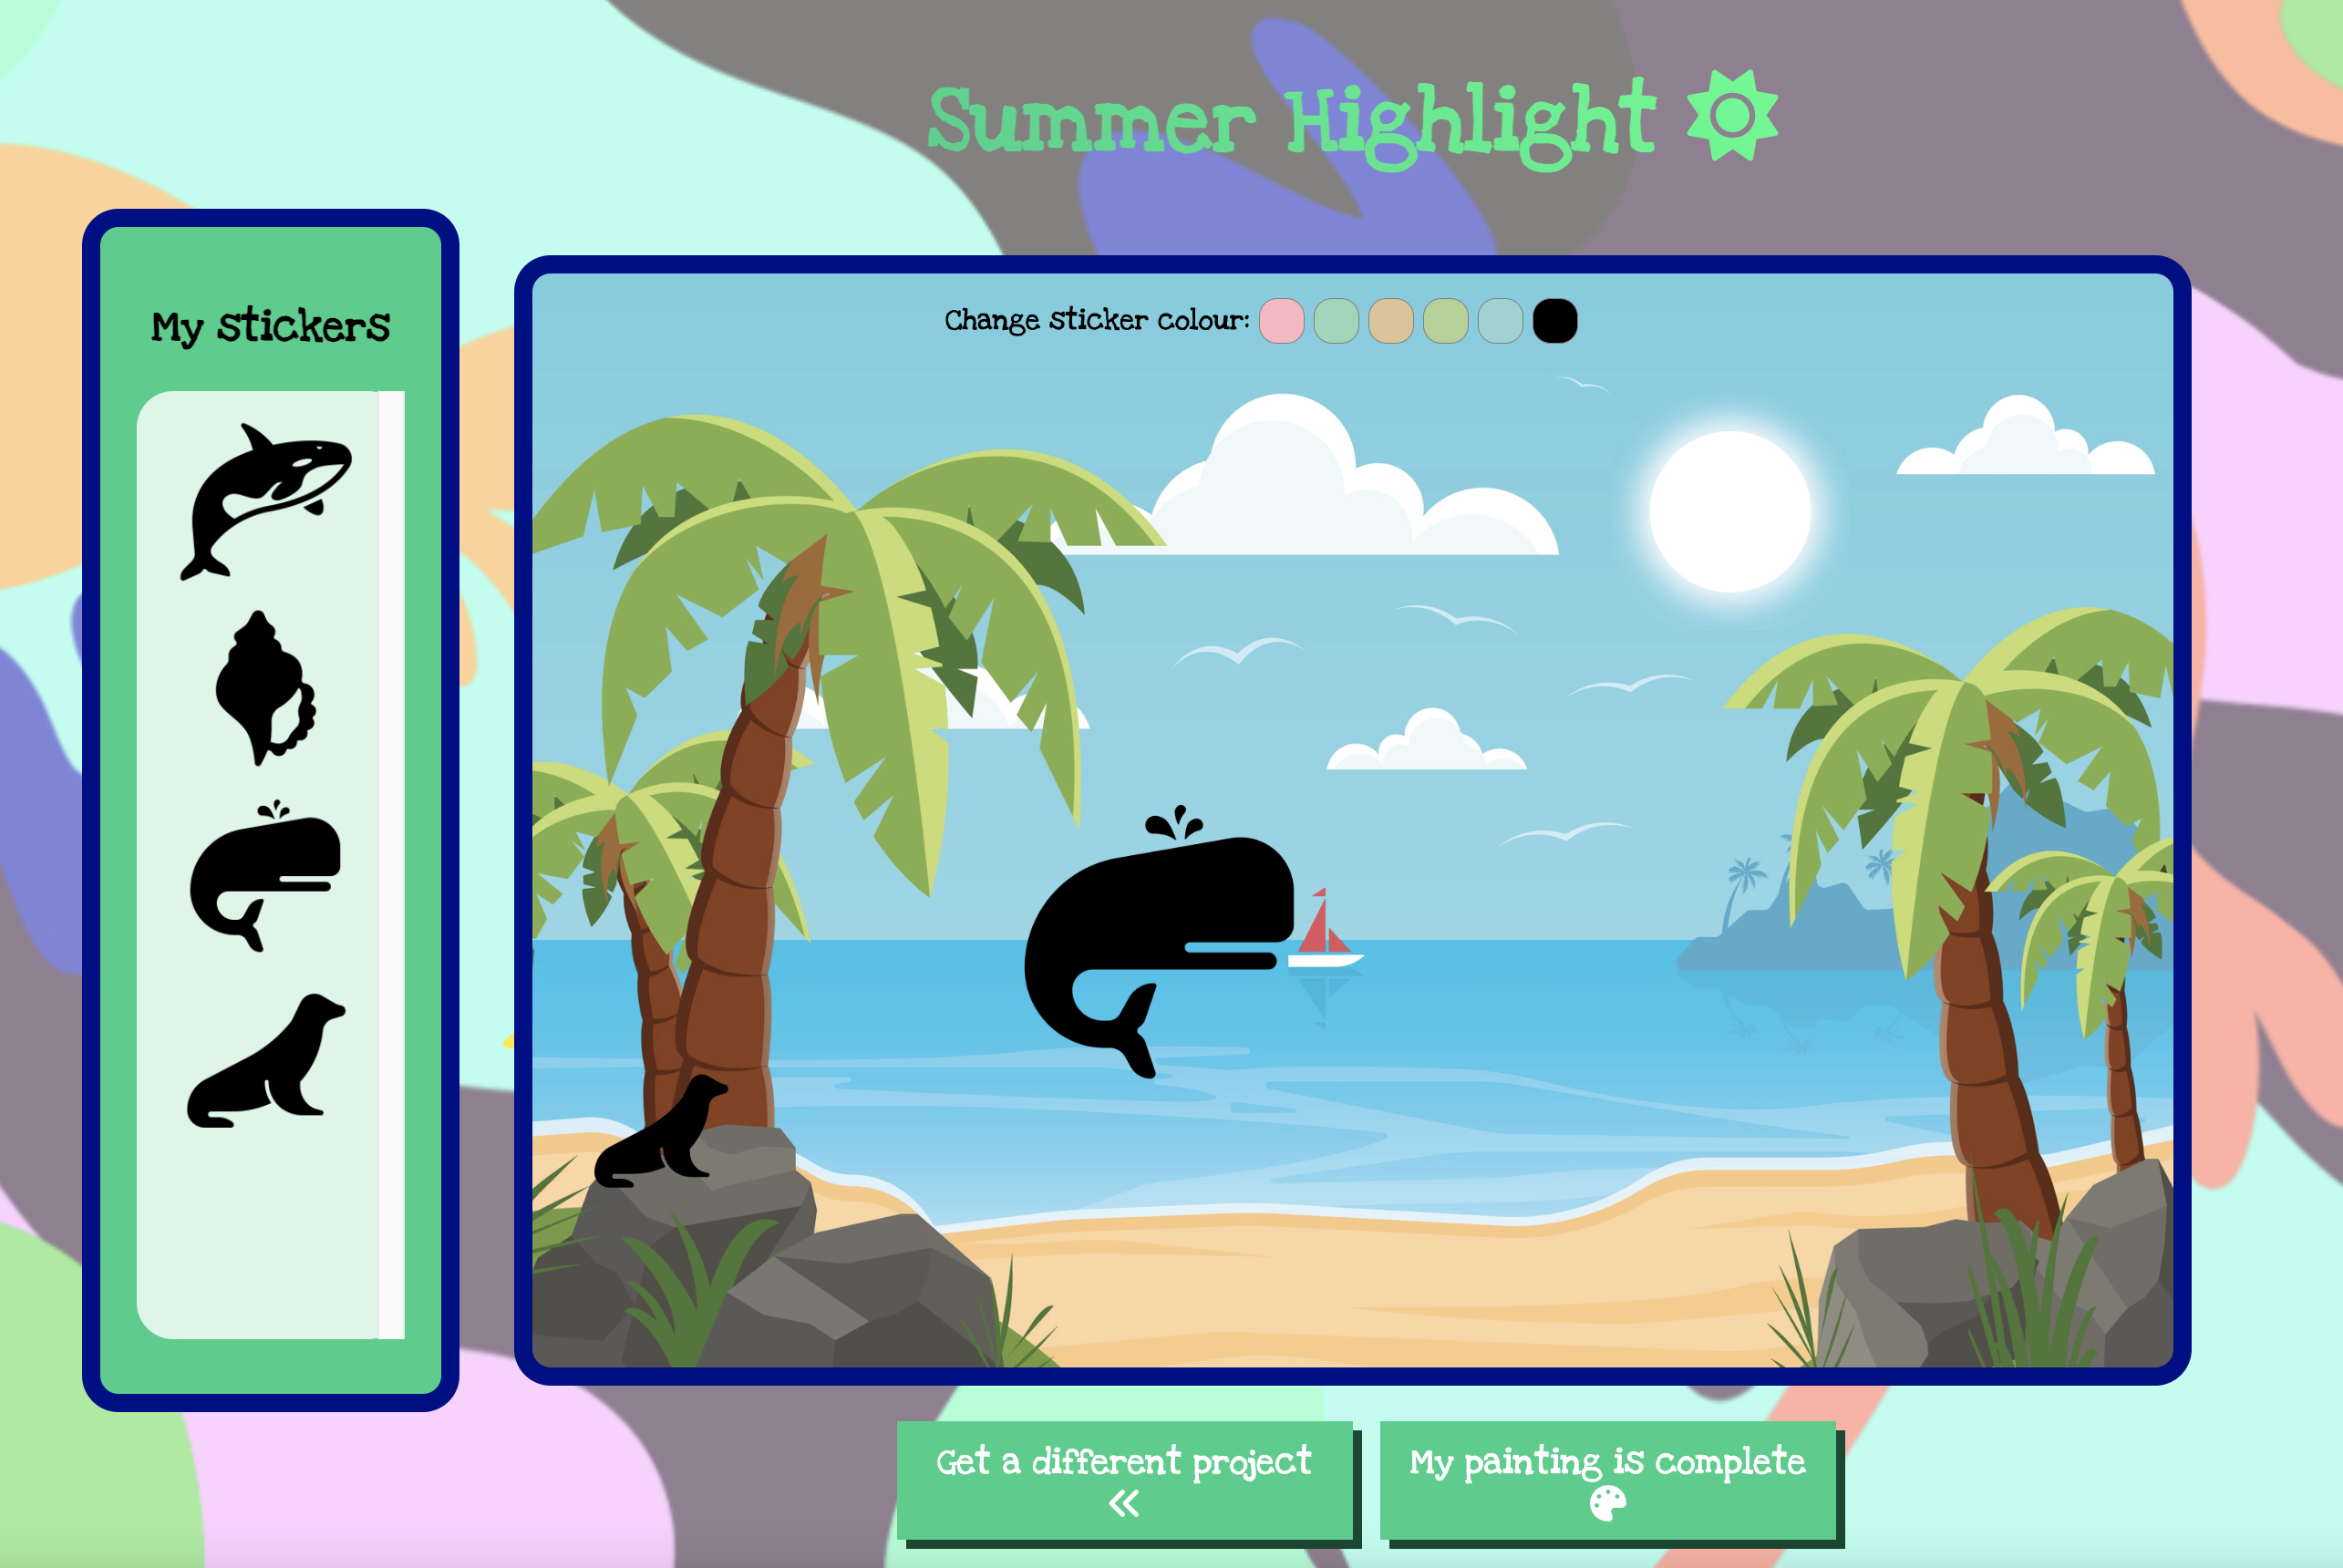 Summer Highlight
My stickers
Change sticker colour:
Get a different project
My painting is complete